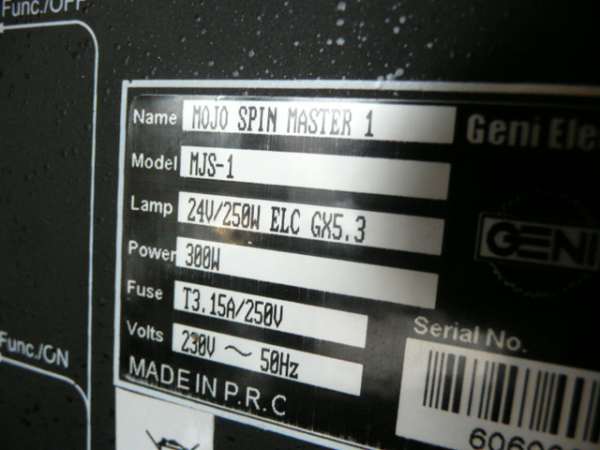 Func./OFF
Name MOJO SPIN MASTER 1
Geni Ele
Model MJS-1
Lamp 24V/250W ELC GX5.3
GENI
Power 300W
Fuse T3.15A/250V
Serial No.
Volts 230V ~ 50Hz
Func./ON
MADE IN P.R.C
6060